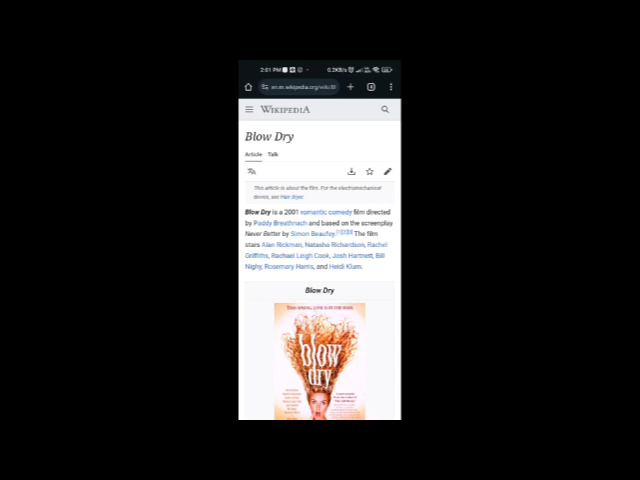 2:01 PM
en.m.wikipedia.org/wiki/Bl
WIKIPEDIA
Blow Dry
Article Talk
This article is about the film. For the electromechanical
device, see Hair dryer.
Blow Dry is a 2001 romantic comedy film directed
by Paddy Breathnach and based on the screenplay
Never Better by Simon Beaufoy.[1][2][3] The film
stars Alan Rickman, Natasha Richardson, Rachel
Griffiths, Rachael Leigh Cook, Josh Hartnett, Bill
Nighy, Rosemary Harris, and Heidi Klum.
Blow Dry
blow
dry